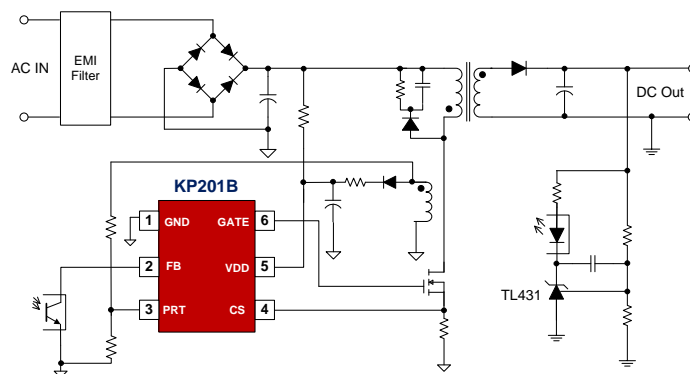 AC IN
EMI
Filter
DC Out
KP201B
1 GND GATE 6
2 FB VDD 5
3 PRT CS 4
TL431